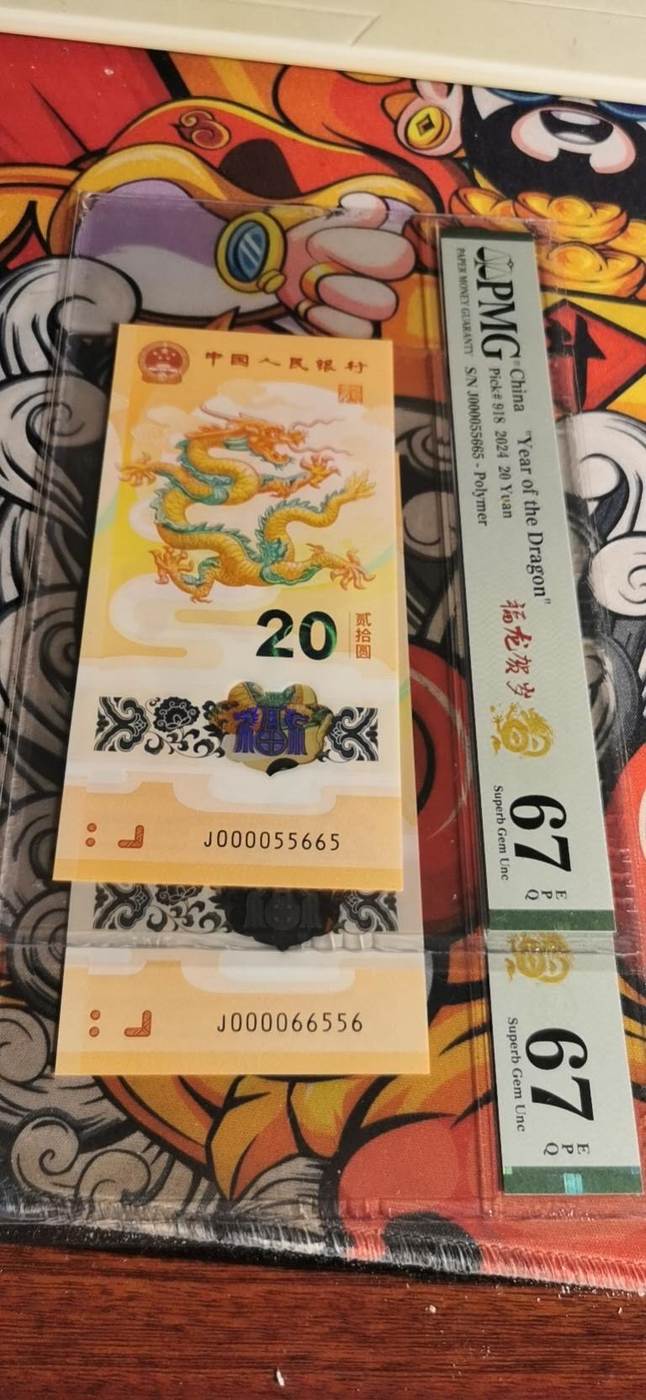 中国人民银行
福
20
贰拾圆
福
J000055665
J000066556
PMG
PAPER MONEY GUARANTY
China "Year of the Dragon"
Pick# 918 2024 20 Yuan
S/N J000055665 - Polymer
福龙贺岁
67
EPQ
Superb Gem Unc
67
EPQ
Superb Gem Unc